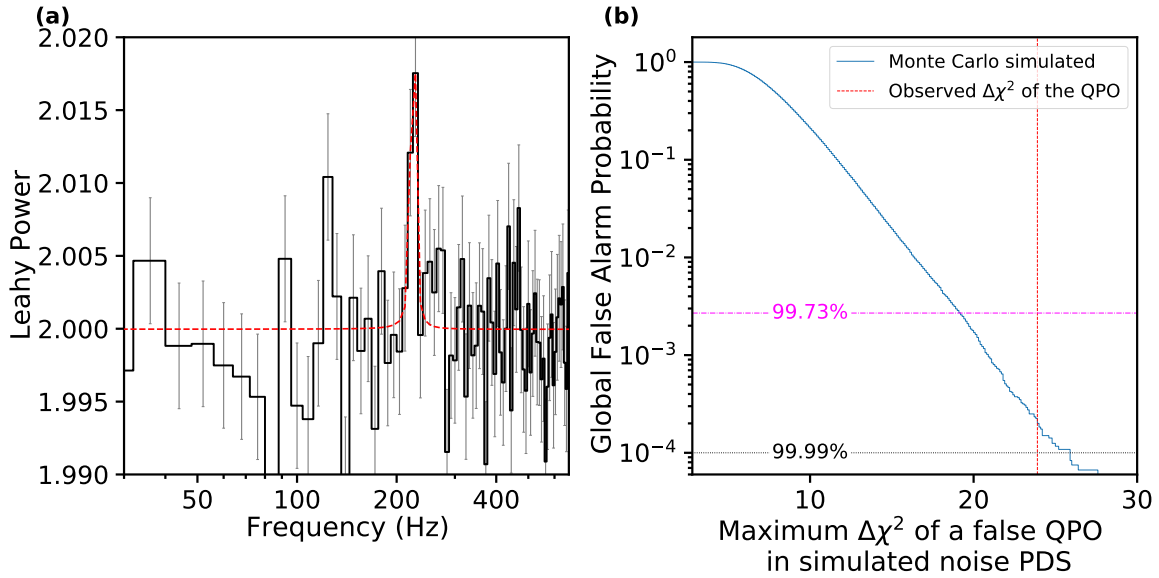 (a)
2.020
2.015
2.010
2.005
2.000
1.995
1.990
Leahy Power
50
100
200
400
Frequency (Hz)
(b)
Monte Carlo simulated
Observed Δχ² of the QPO
10⁰
10⁻¹
10⁻²
10⁻³
10⁻⁴
Global False Alarm Probability
99.73%
99.99%
10
20
30
Maximum Δχ² of a false QPO
in simulated noise PDS